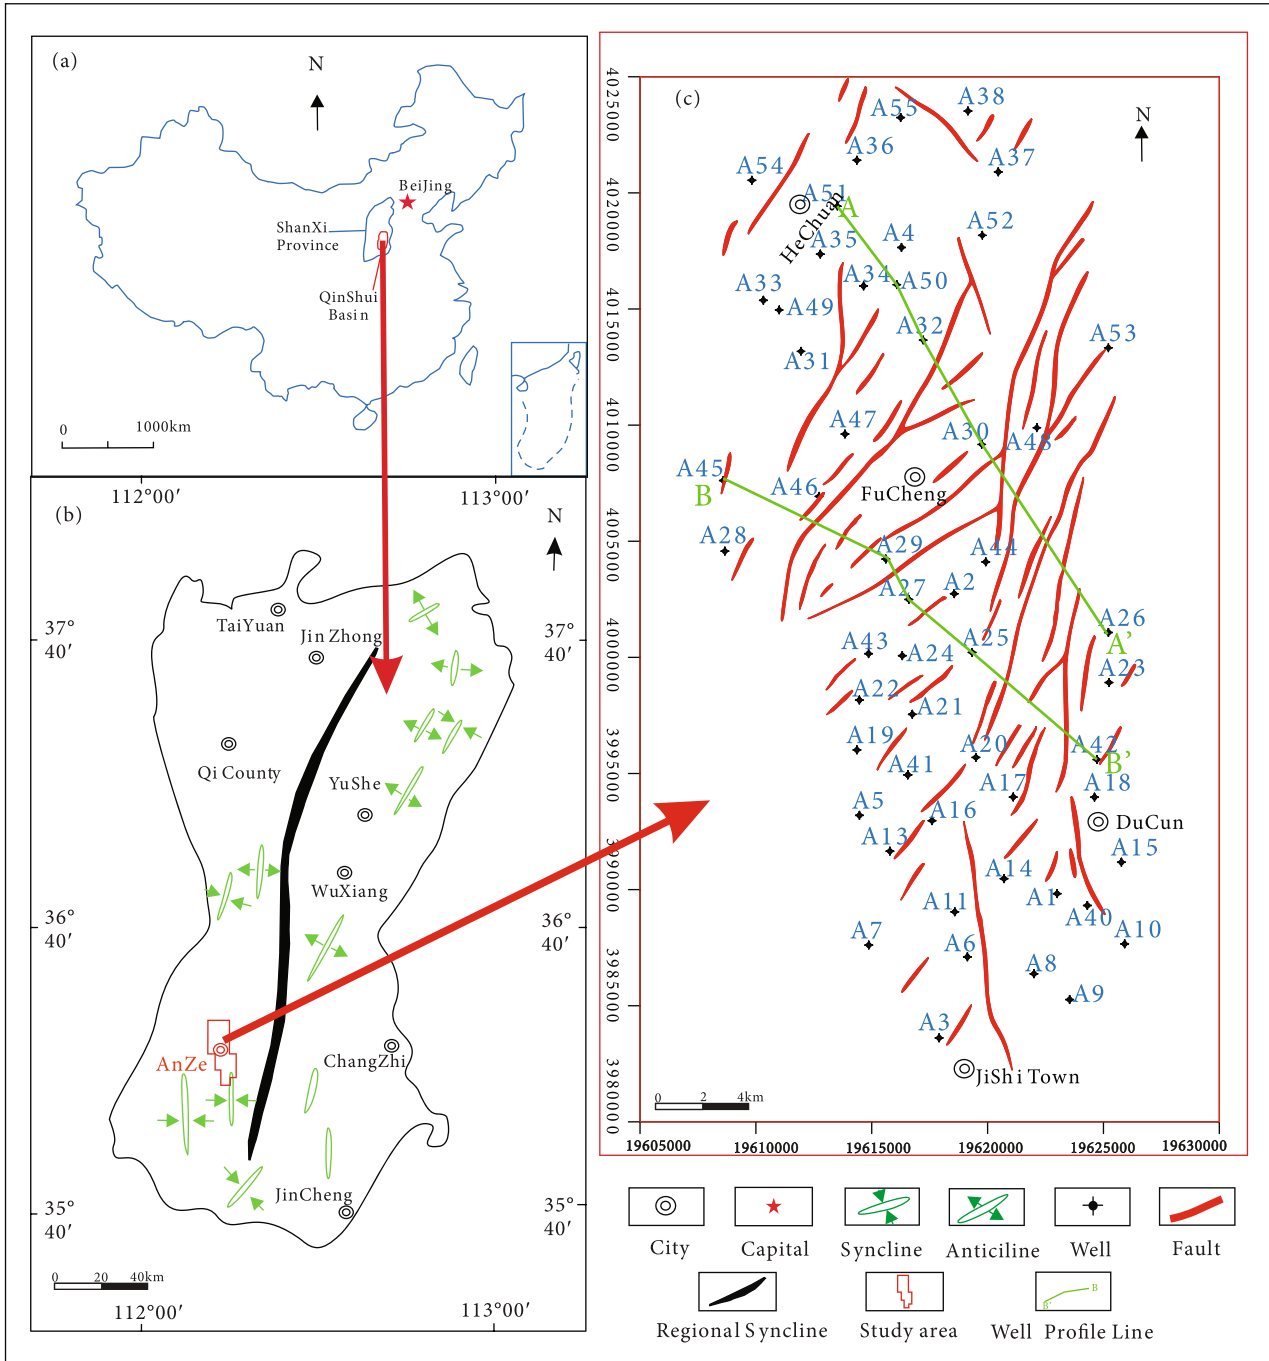 (a)
N
BeiJing
ShanXi
Province
QinShui
Basin
0
1000km
112°00′
113°00′
(b)
N
37°
40′
37°
40′
TaiYuan
Jin Zhong
Qi County
YuShe
WuXiang
36°
40′
36°
40′
AnZe
ChangZhi
JinCheng
35°
40′
35°
40′
0 20 40km
112°00′
113°00′
(c)
N
4025000
4020000
4015000
4010000
4005000
4000000
3995000
3990000
3985000
3980000
19605000 19610000 19615000 19620000 19625000 19630000
A55
A38
A36
A37
A54
A51
A
HeChuan
A52
A35
A4
A34
A50
A33
A49
A32
A53
A31
A47
A30
A48
A45
B
A46
FuCheng
A28
A29
A44
A27
A2
A26
A'
A43
A24
A25
A23
A22
A21
A19
A20
A42
B'
A41
A17
A18
A5
A16
DuCun
A13
A15
A14
A1
A11
A40
A7
A6
A10
A8
A9
A3
JiShi Town
0 2 4km
City
Capital
Syncline
Anticiline
Well
Fault
B
B'
Regional Syncline
Study area
Well Profile Line